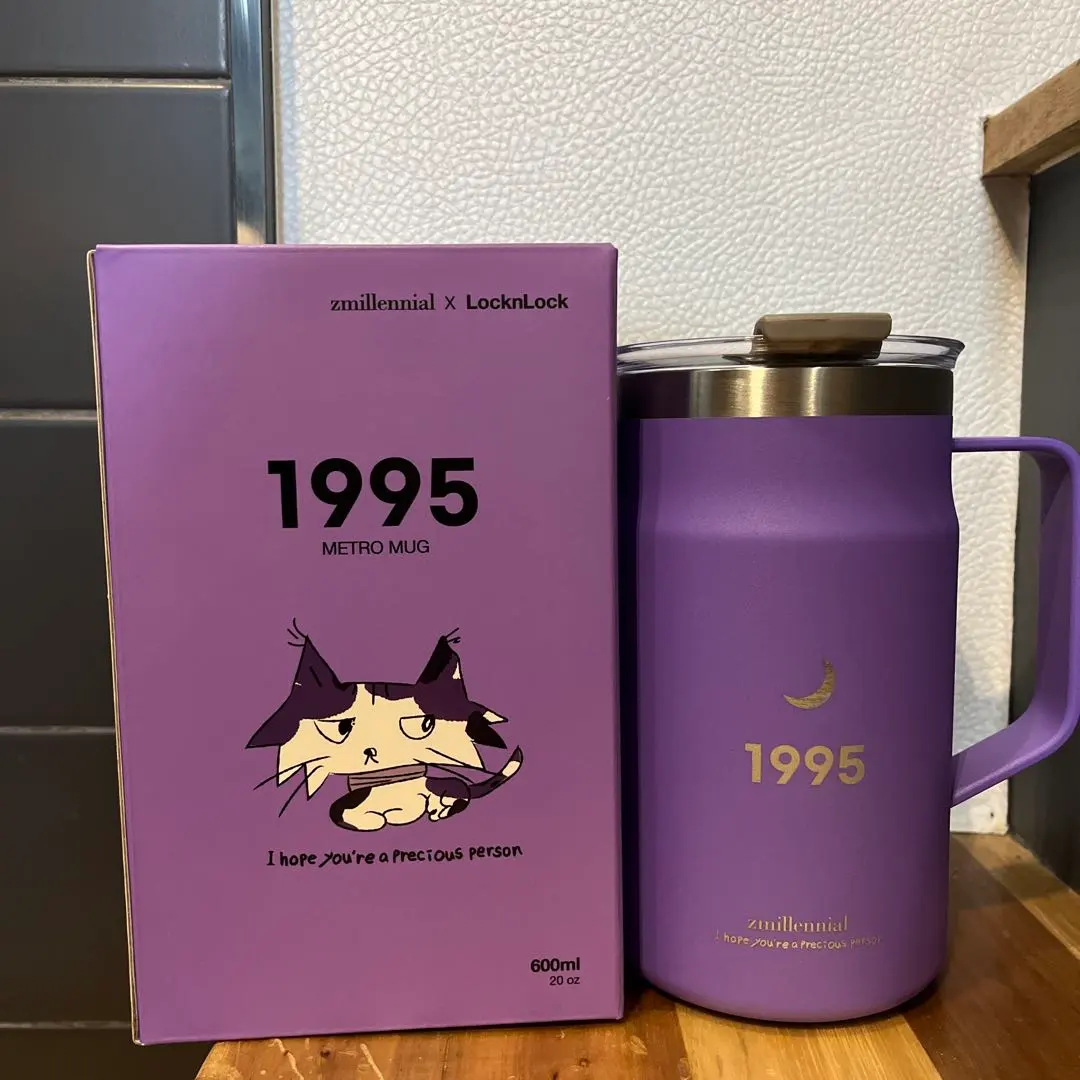 zmillennial X LocknLock
1995
METRO MUG
I hope you're a Precious person
600ml
20 oz
1995
zmillennial
I hope you're a Precious person